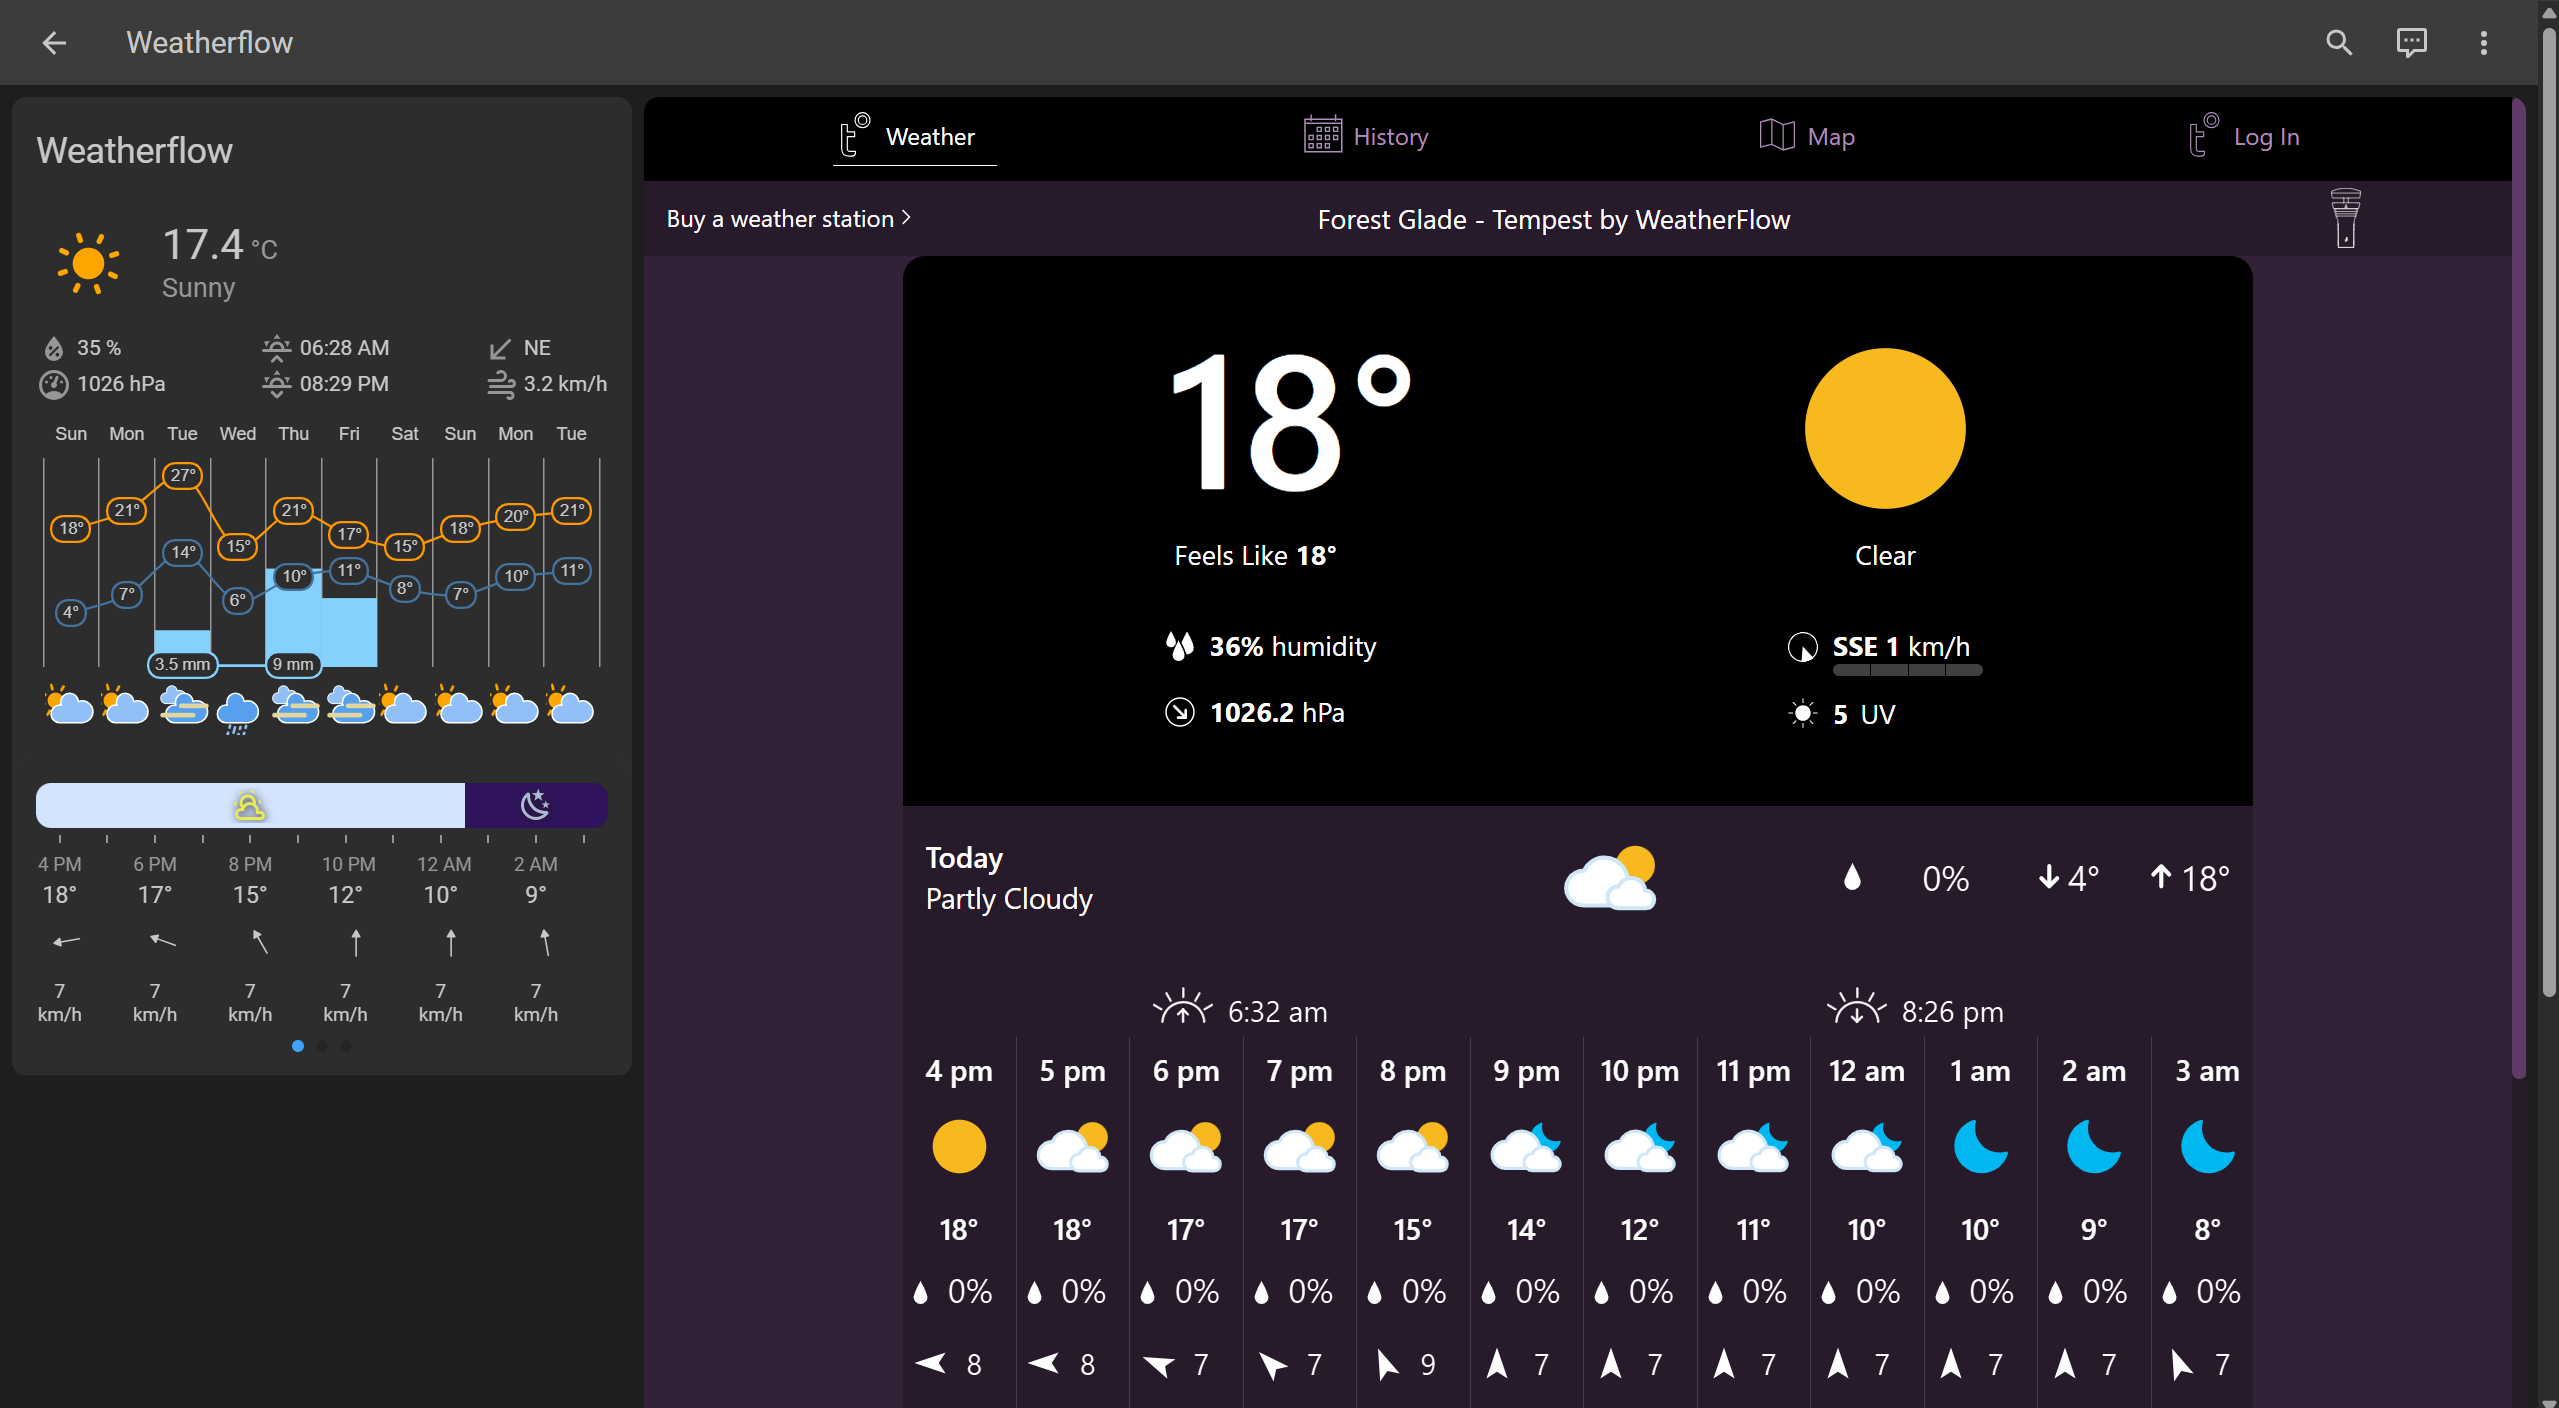 Weatherflow
Weatherflow
17.4 °C
Sunny
35 % 06:28 AM NE
1026 hPa 08:29 PM 3.2 km/h
Sun Mon Tue Wed Thu Fri Sat Sun Mon Tue
18° 21° 27° 15° 21° 17° 15° 18° 20° 21°
4° 7° 14° 6° 10° 11° 8° 7° 10° 11°
3.5 mm 9 mm
4 PM 6 PM 8 PM 10 PM 12 AM 2 AM
18° 17° 15° 12° 10° 9°
7 7 7 7 7 7
km/h km/h km/h km/h km/h km/h
Weather History Map Log In
Buy a weather station > Forest Glade - Tempest by WeatherFlow
18°
Feels Like 18° Clear
36% humidity SSE 1 km/h
1026.2 hPa 5 UV
Today
Partly Cloudy
0% 4° 18°
6:32 am 8:26 pm
4 pm 5 pm 6 pm 7 pm 8 pm 9 pm 10 pm 11 pm 12 am 1 am 2 am 3 am
18° 18° 17° 17° 15° 14° 12° 11° 10° 10° 9° 8°
0% 0% 0% 0% 0% 0% 0% 0% 0% 0% 0% 0%
8 8 7 7 9 7 7 7 7 7 7 7